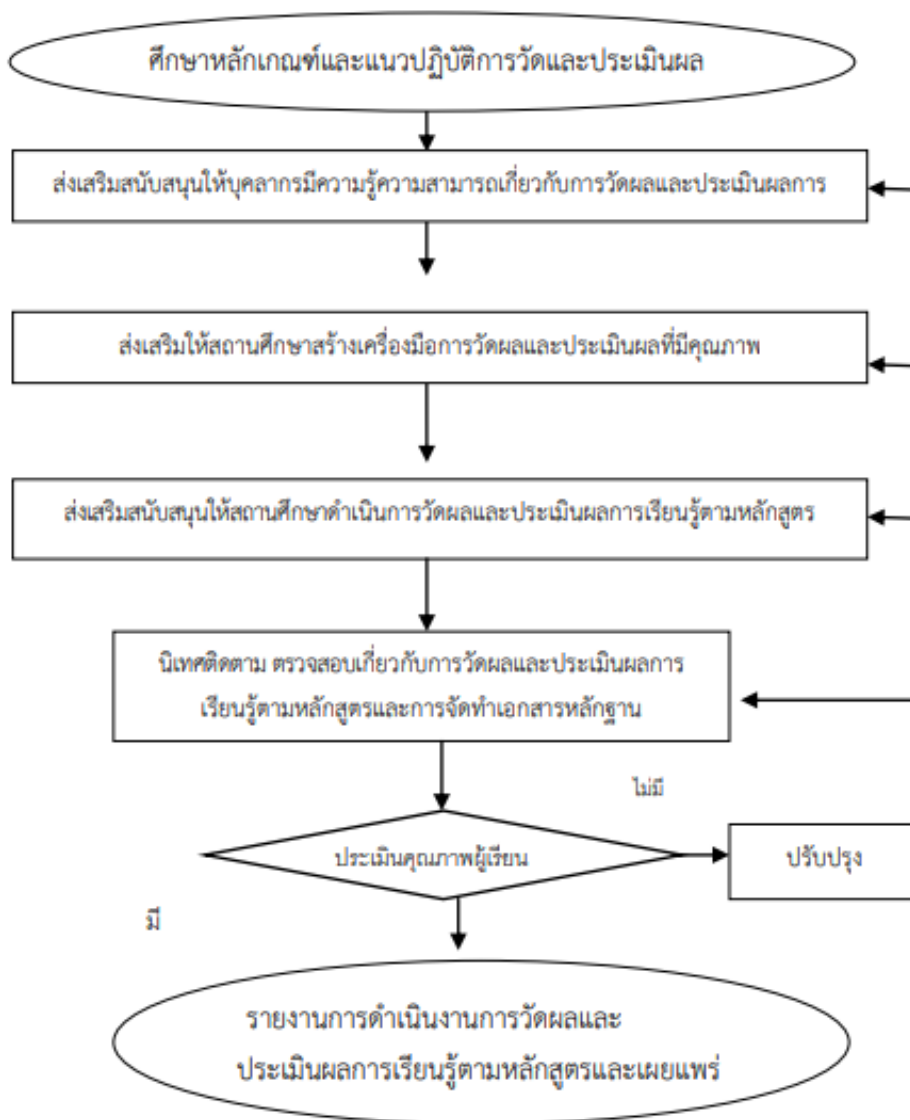 ศึกษาหลักเกณฑ์และแนวปฏิบัติการวัดและประเมินผล
ส่งเสริมสนับสนุนให้บุคลากรมีความรู้ความสามารถเกี่ยวกับการวัดผลและประเมินผลการ
ส่งเสริมให้สถานศึกษาสร้างเครื่องมือการวัดผลและประเมินผลที่มีคุณภาพ
ส่งเสริมสนับสนุนให้สถานศึกษาดำเนินการวัดผลและประเมินผลการเรียนรู้ตามหลักสูตร
นิเทศติดตาม ตรวจสอบเกี่ยวกับการวัดผลและประเมินผลการ
เรียนรู้ตามหลักสูตรและการจัดทำเอกสารหลักฐาน
ไม่มี
ประเมินคุณภาพผู้เรียน
ปรับปรุง
มี
รายงานการดำเนินงานการวัดผลและ
ประเมินผลการเรียนรู้ตามหลักสูตรและเผยแพร่